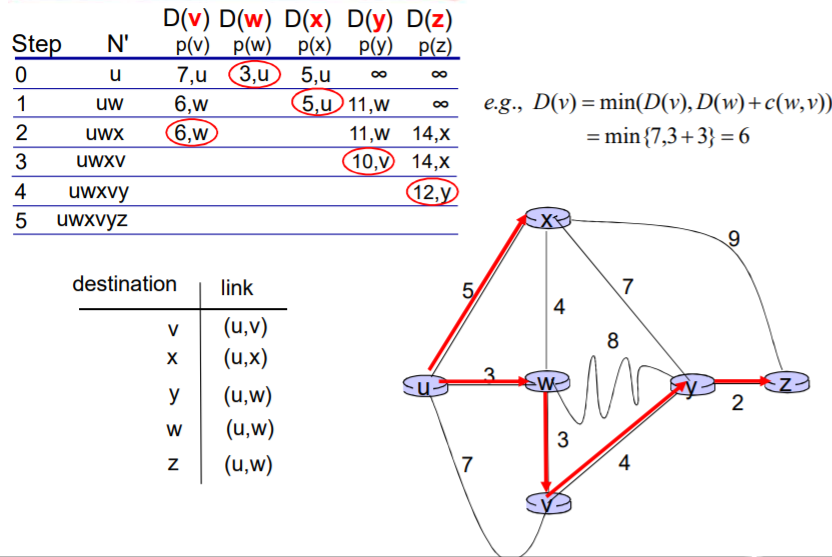 D(v) D(w) D(x) D(y) D(z)
Step N' p(v) p(w) p(x) p(y) p(z)
0 u 7,u 3,u 5,u ∞ ∞
1 uw 6,w 5,u 11,w ∞
2 uwx 6,w 11,w 14,x
3 uwxv 10,v 14,x
4 uwxvy 12,y
5 uwxvyz
e.g., D(v) = min(D(v), D(w) + c(w,v))
= min{7,3+3} = 6
destination link
v (u,v)
x (u,x)
y (u,w)
w (u,w)
z (u,w)
x
9
5
7
4
8
u
3
w
y
z
2
3
7
4
v